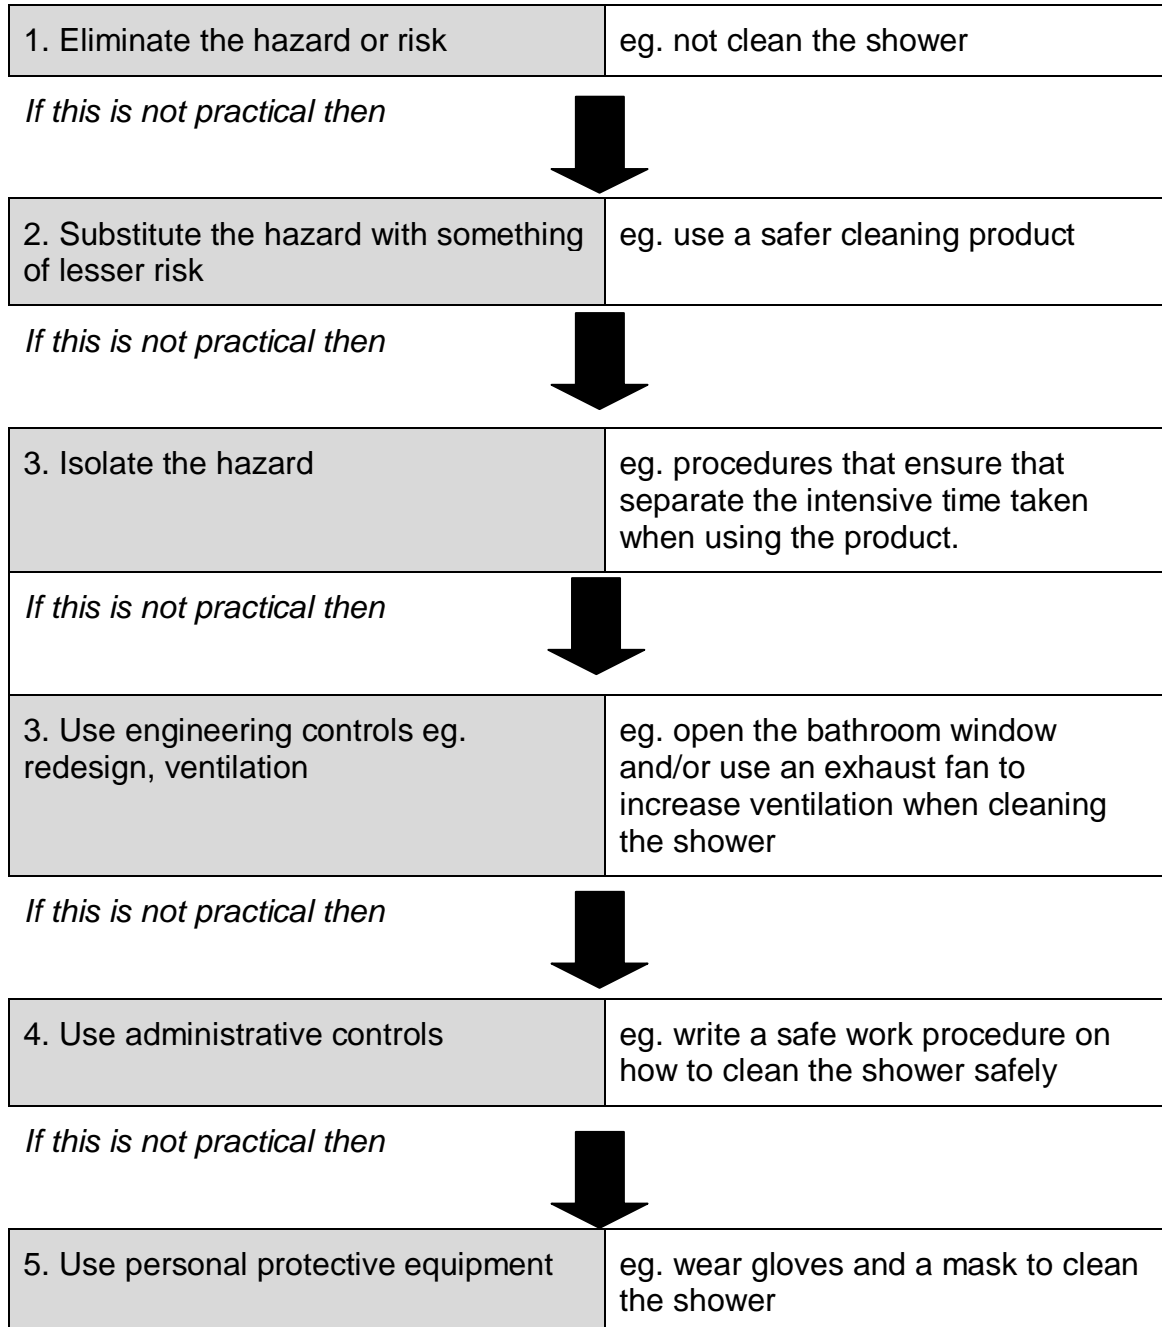 1. Eliminate the hazard or risk
eg. not clean the shower
If this is not practical then
2. Substitute the hazard with something
of lesser risk
eg. use a safer cleaning product
If this is not practical then
3. Isolate the hazard
eg. procedures that ensure that
separate the intensive time taken
when using the product.
If this is not practical then
3. Use engineering controls eg.
redesign, ventilation
eg. open the bathroom window
and/or use an exhaust fan to
increase ventilation when cleaning
the shower
If this is not practical then
4. Use administrative controls
eg. write a safe work procedure on
how to clean the shower safely
If this is not practical then
5. Use personal protective equipment
eg. wear gloves and a mask to clean
the shower